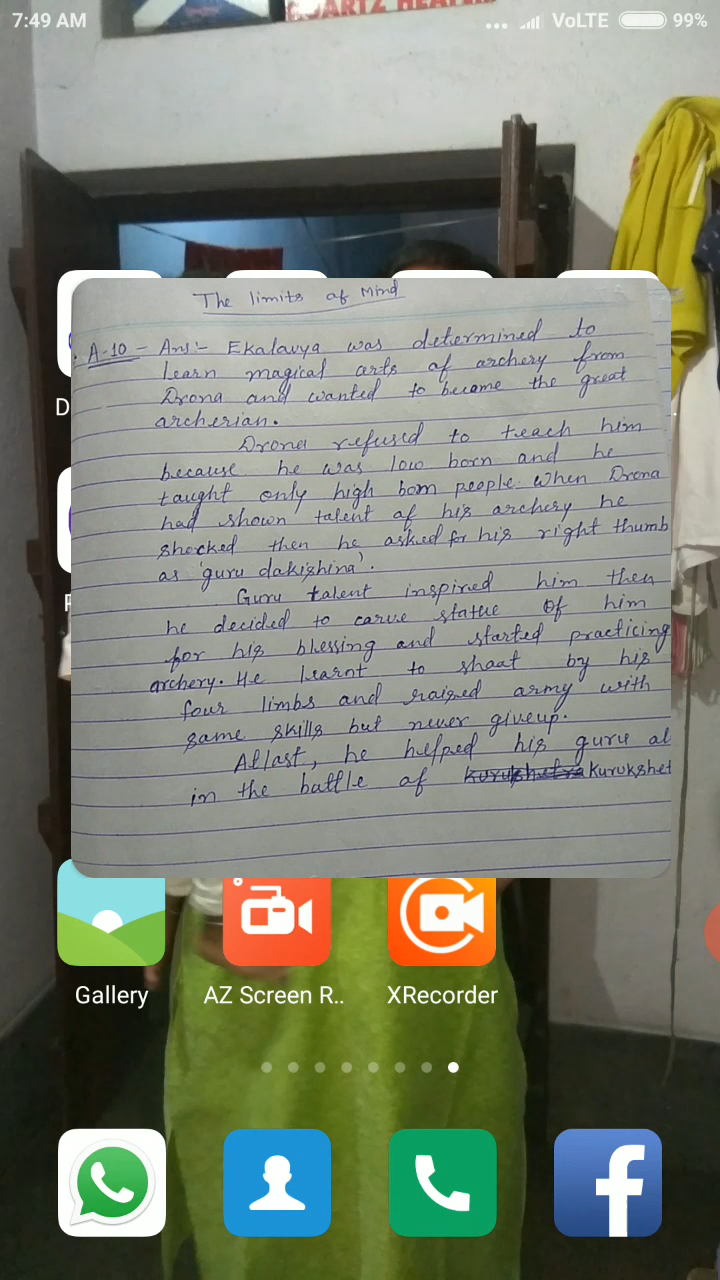 7:49 AM
... VoLTE 99%
QUARTZ HEATER
The limits of Mind
A-10 - Ans:- Ekalavya was determined to
learn magical arts of archery from
Drona and wanted to become the great
archerian.
Drona refused to teach him
because he was low born and he
taught only high born people. When Drona
had shown talent of his archery he
shocked then he asked for his right thumb
as 'guru dakishina'.
Guru talent inspired him then
he decided to carve statue of him
for his blessing and started practicing
archery. He learnt to shoot by his
four limbs and raised army with
same skills but never giveup.
Atlast, he helped his guru al
in the battle of kurukshetra Kurukshet
D
P
Gallery
AZ Screen R..
XRecorder